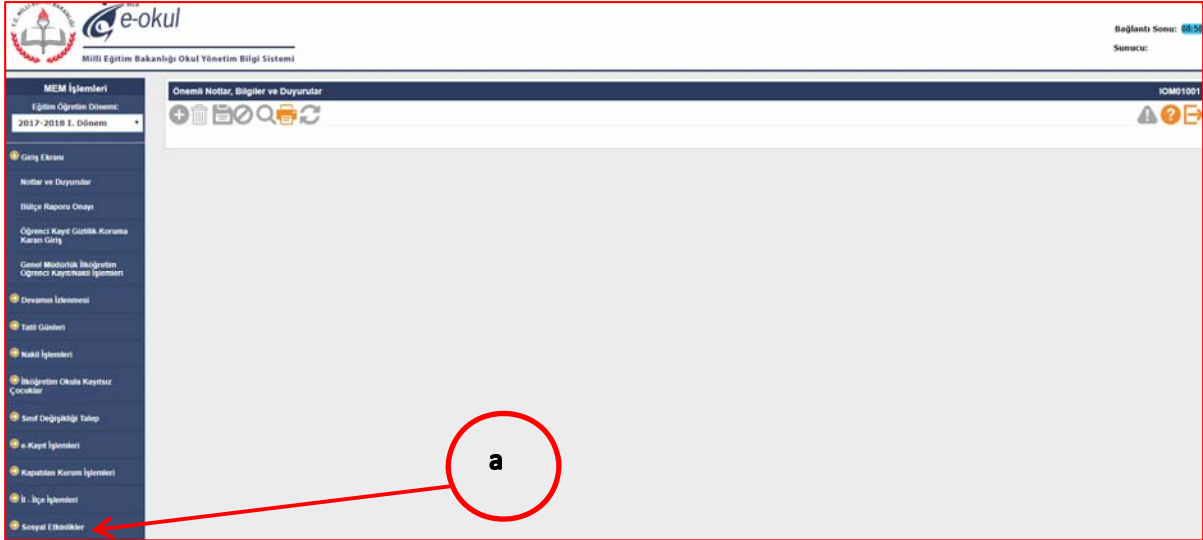 e-okul
Milli Eğitim Bakanlığı Okul Yönetim Bilgi Sistemi
Bağlantı Sonu:
Sunucu:
MEM İşlemleri
Eğitim Öğretim Dönemi:
2017-2018 I. Dönem
Önemli Notlar, Bilgiler ve Duyurular
IOM01001
Giriş Ekranı
Notlar ve Duyurular
Bütçe Raporu Onayı
Öğrenci Kayıt Gizlilik Koruma
Kararı Giriş
Genel Müdürlük İlköğretim
Öğrenci Kayıt/Nakil İşlemleri
Devamın İzlenmesi
Tatil Günleri
Nakil İşlemleri
İlköğretim Okula Kayıtsız
Çocuklar
Sınıf Değişikliği Talep
e-Kayıt İşlemleri
Kapatılan Kurum İşlemleri
İl - İlçe İşlemleri
Sosyal Etkinlikler
a